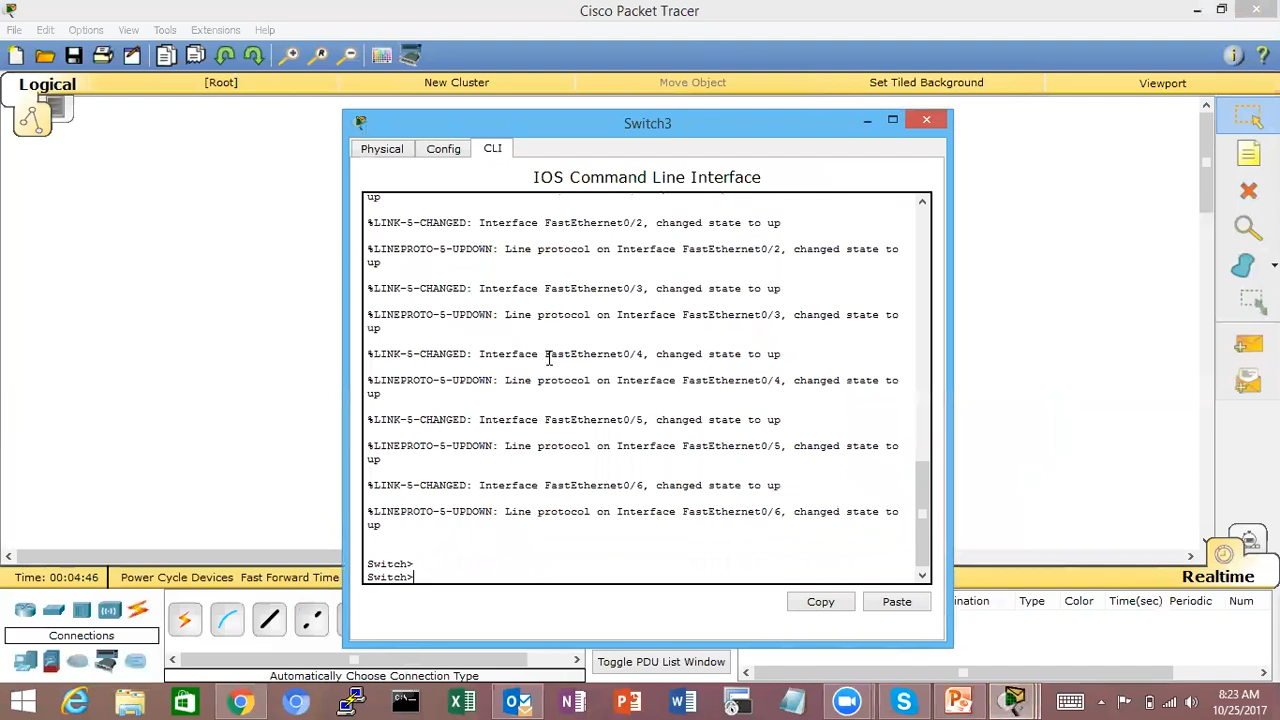 Cisco Packet Tracer
File Edit Options View Tools Extensions Help
Logical [Root] New Cluster Move Object Set Tiled Background Viewport
Switch3
Physical Config CLI
IOS Command Line Interface
up
%LINK-5-CHANGED: Interface FastEthernet0/2, changed state to up
%LINEPROTO-5-UPDOWN: Line protocol on Interface FastEthernet0/2, changed state to
up
%LINK-5-CHANGED: Interface FastEthernet0/3, changed state to up
%LINEPROTO-5-UPDOWN: Line protocol on Interface FastEthernet0/3, changed state to
up
%LINK-5-CHANGED: Interface FastEthernet0/4, changed state to up
%LINEPROTO-5-UPDOWN: Line protocol on Interface FastEthernet0/4, changed state to
up
%LINK-5-CHANGED: Interface FastEthernet0/5, changed state to up
%LINEPROTO-5-UPDOWN: Line protocol on Interface FastEthernet0/5, changed state to
up
%LINK-5-CHANGED: Interface FastEthernet0/6, changed state to up
%LINEPROTO-5-UPDOWN: Line protocol on Interface FastEthernet0/6, changed state to
up
Switch>
Switch>
Copy Paste
Time: 00:04:46 Power Cycle Devices Fast Forward Time
Realtime
Connections
Automatically Choose Connection Type
Toggle PDU List Window
ination Type Color Time(sec) Periodic Num
8:23 AM
10/25/2017